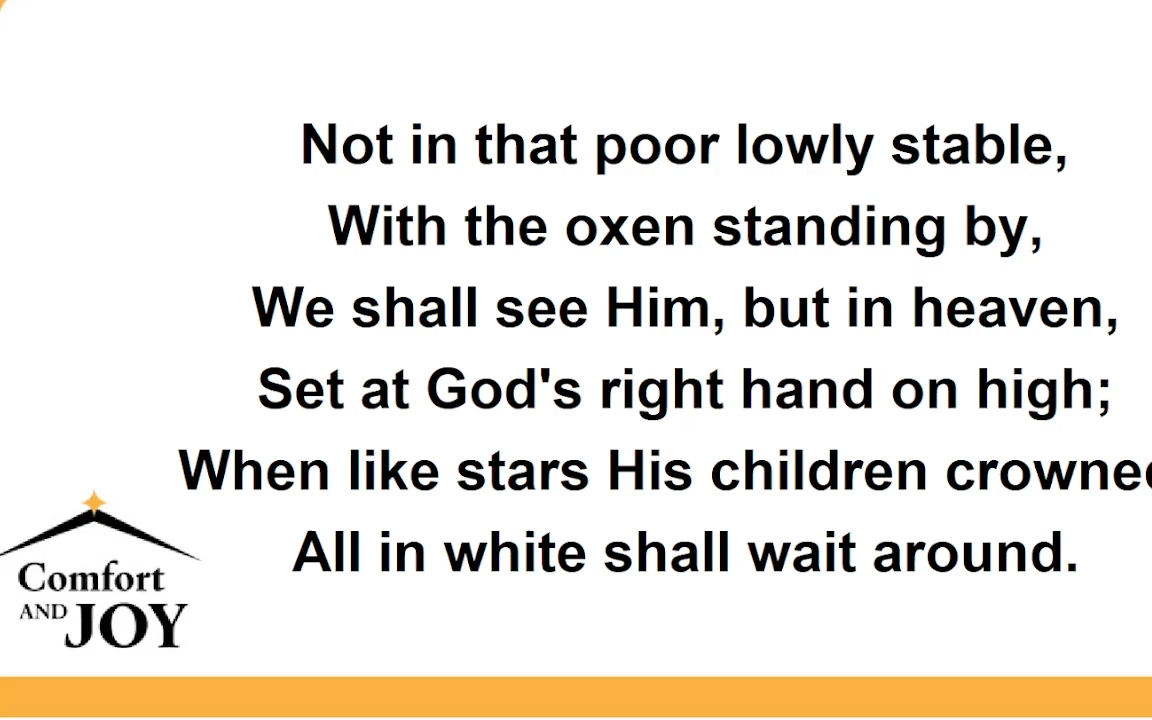 Not in that poor lowly stable,
With the oxen standing by,
We shall see Him, but in heaven,
Set at God's right hand on high;
When like stars His children crowned
All in white shall wait around.
Comfort
AND JOY